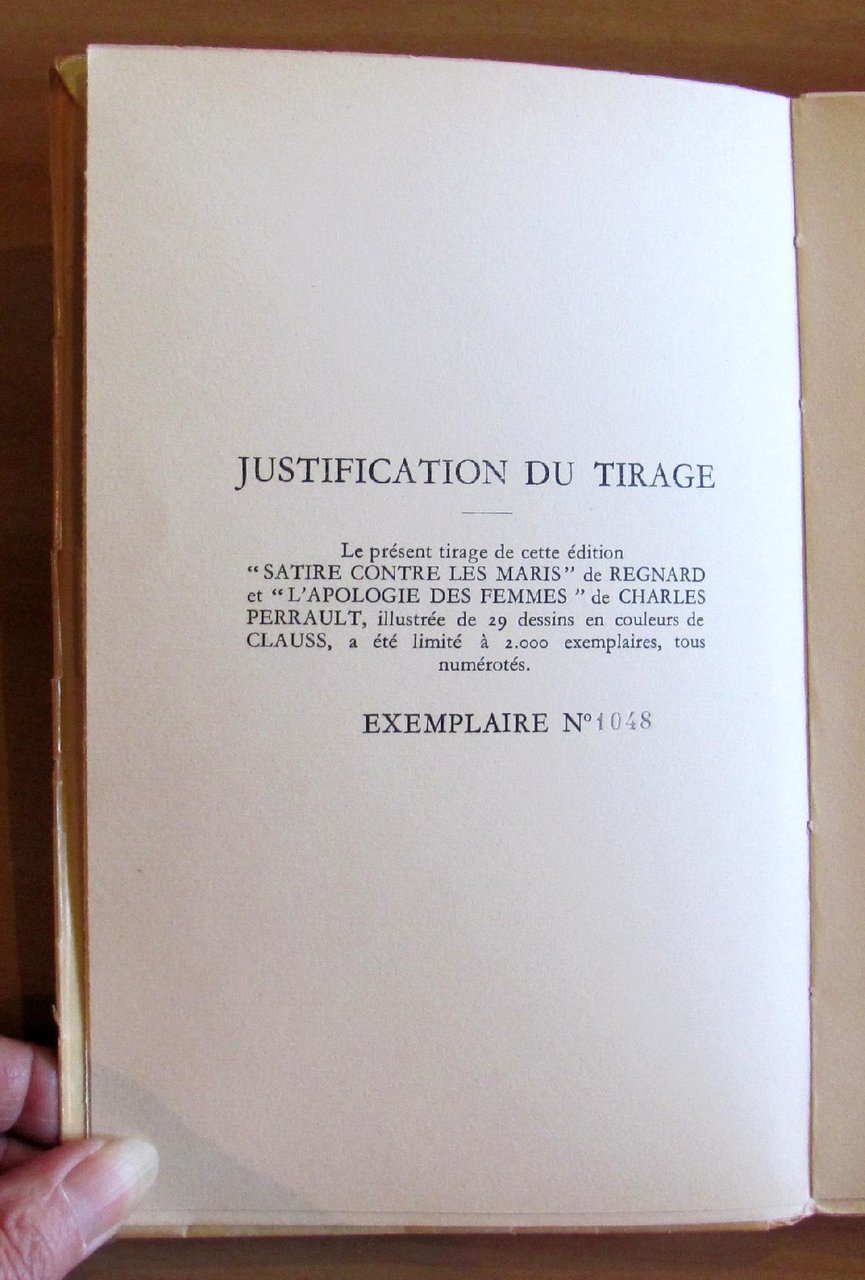 JUSTIFICATION DU TIRAGE
Le présent tirage de cette édition
“SATIRE CONTRE LES MARIS” de REGNARD
et “L'APOLOGIE DES FEMMES” de CHARLES
PERRAULT, illustrée de 29 dessins en couleurs de
CLAUSS, a été limité à 2.000 exemplaires, tous
numérotés.
EXEMPLAIRE Nº 1048